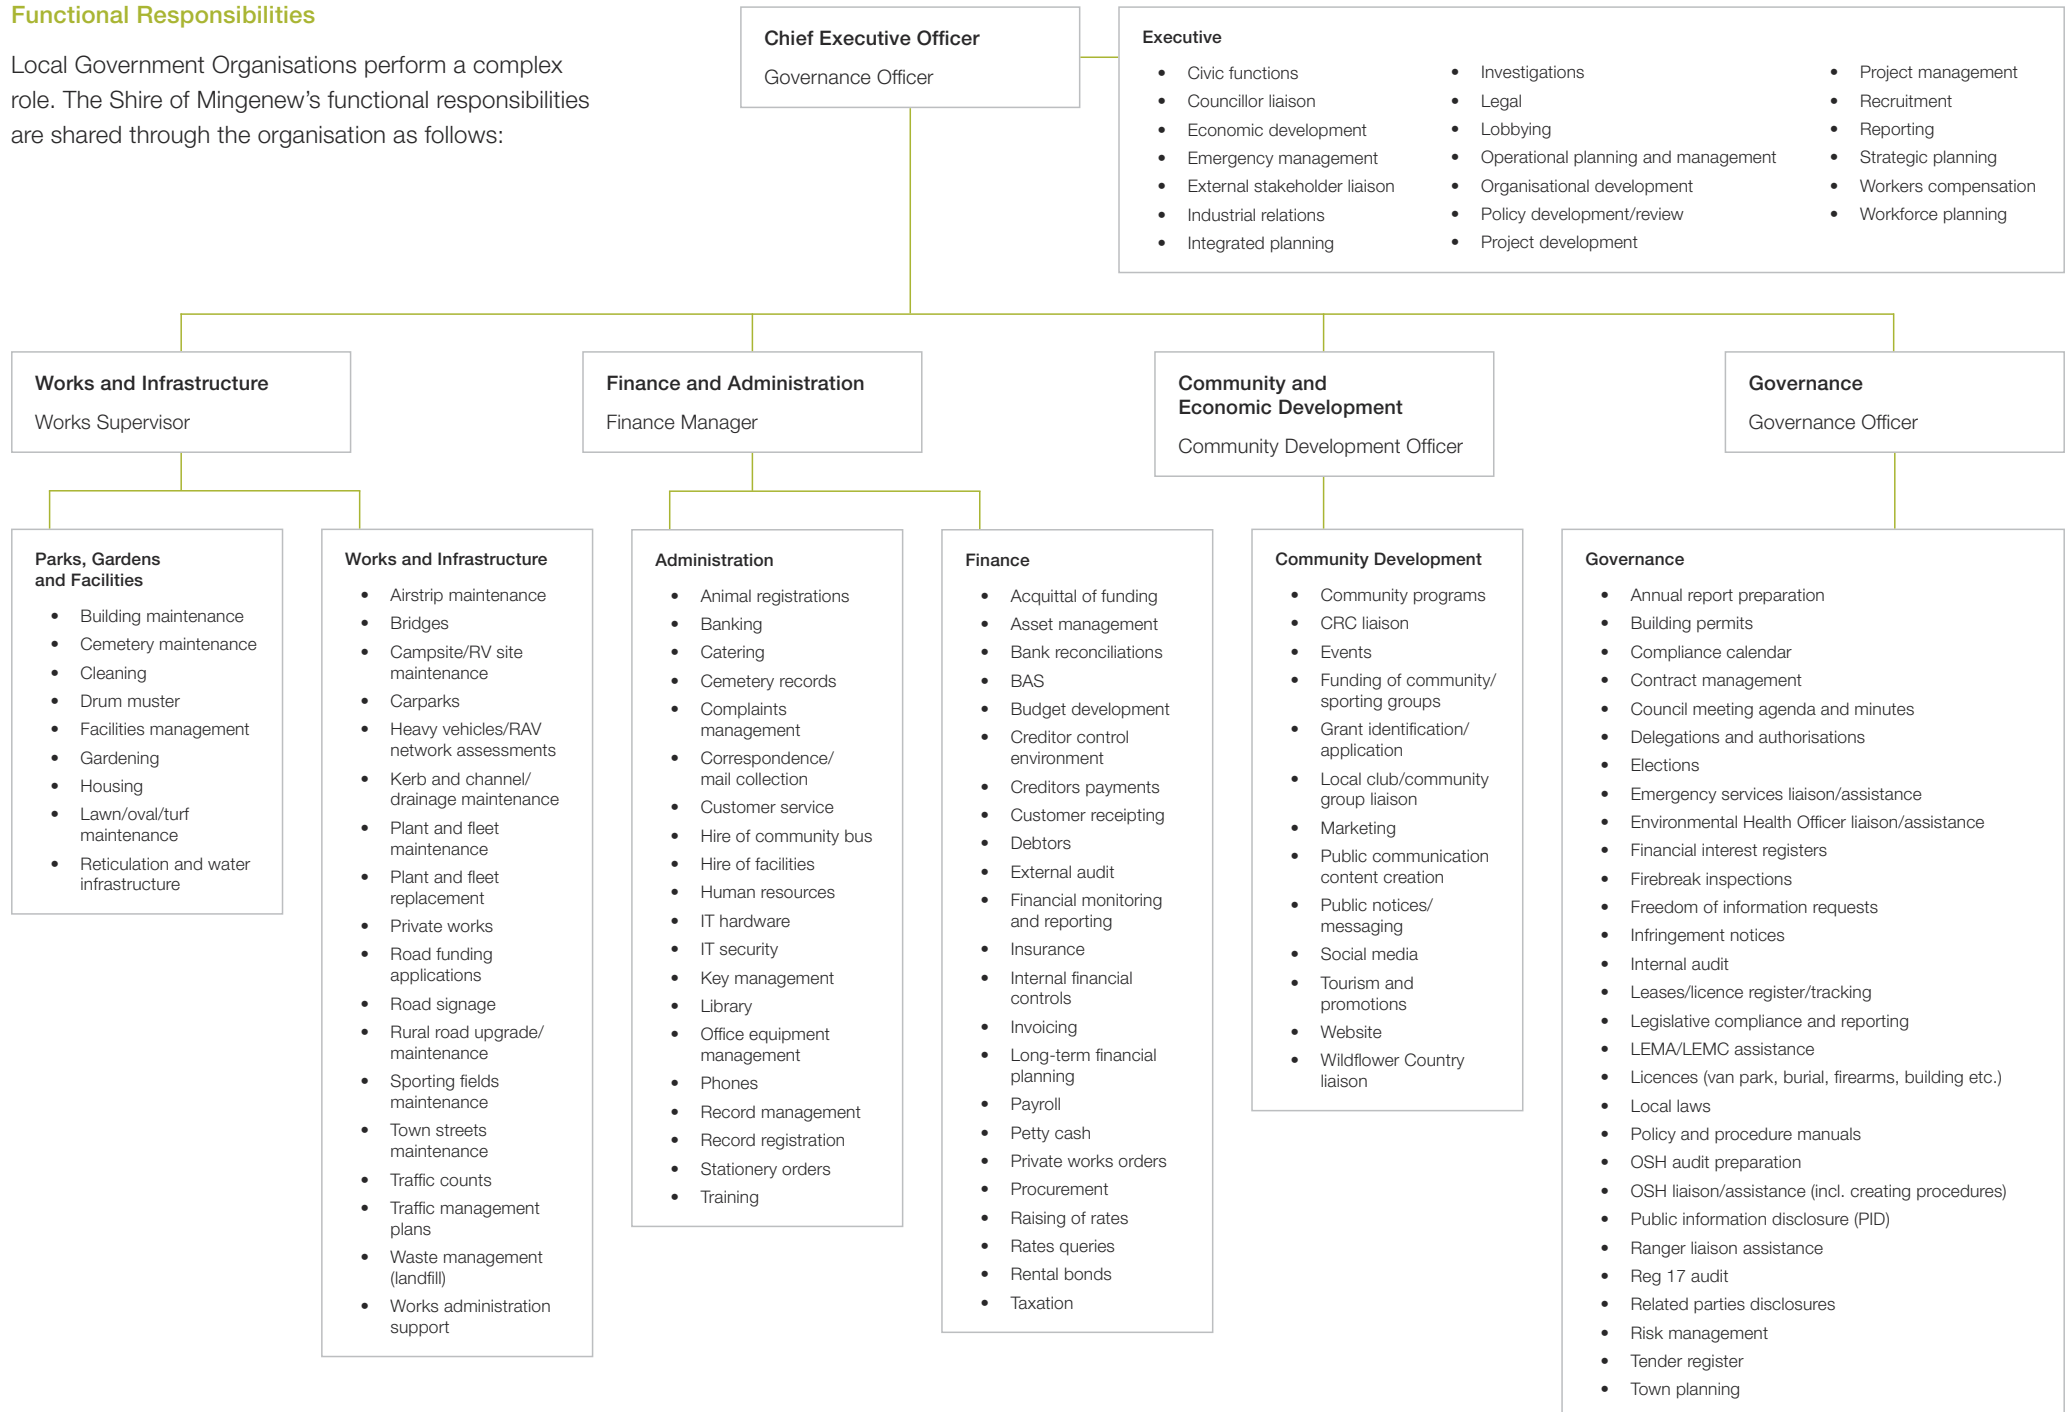 Functional Responsibilities
Local Government Organisations perform a complex
role. The Shire of Mingenew's functional responsibilities
are shared through the organisation as follows:
Chief Executive Officer
Governance Officer
Executive
• Civic functions
• Councillor liaison
• Economic development
• Emergency management
• External stakeholder liaison
• Industrial relations
• Integrated planning
• Investigations
• Legal
• Lobbying
• Operational planning and management
• Organisational development
• Policy development/review
• Project development
• Project management
• Recruitment
• Reporting
• Strategic planning
• Workers compensation
• Workforce planning
Works and Infrastructure
Works Supervisor
Finance and Administration
Finance Manager
Community and
Economic Development
Community Development Officer
Governance
Governance Officer
Parks, Gardens
and Facilities
• Building maintenance
• Cemetery maintenance
• Cleaning
• Drum muster
• Facilities management
• Gardening
• Housing
• Lawn/oval/turf
maintenance
• Reticulation and water
infrastructure
Works and Infrastructure
• Airstrip maintenance
• Bridges
• Campsite/RV site
maintenance
• Carparks
• Heavy vehicles/RAV
network assessments
• Kerb and channel/
drainage maintenance
• Plant and fleet
maintenance
• Plant and fleet
replacement
• Private works
• Road funding
applications
• Road signage
• Rural road upgrade/
maintenance
• Sporting fields
maintenance
• Town streets
maintenance
• Traffic counts
• Traffic management
plans
• Waste management
(landfill)
• Works administration
support
Administration
• Animal registrations
• Banking
• Catering
• Cemetery records
• Complaints
management
• Correspondence/
mail collection
• Customer service
• Hire of community bus
• Hire of facilities
• Human resources
• IT hardware
• IT security
• Key management
• Library
• Office equipment
management
• Phones
• Record management
• Record registration
• Stationery orders
• Training
Finance
• Acquittal of funding
• Asset management
• Bank reconciliations
• BAS
• Budget development
• Creditor control
environment
• Creditors payments
• Customer receipting
• Debtors
• External audit
• Financial monitoring
and reporting
• Insurance
• Internal financial
controls
• Invoicing
• Long-term financial
planning
• Payroll
• Petty cash
• Private works orders
• Procurement
• Raising of rates
• Rates queries
• Rental bonds
• Taxation
Community Development
• Community programs
• CRC liaison
• Events
• Funding of community/
sporting groups
• Grant identification/
application
• Local club/community
group liaison
• Marketing
• Public communication
content creation
• Public notices/
messaging
• Social media
• Tourism and
promotions
• Website
• Wildflower Country
liaison
Governance
• Annual report preparation
• Building permits
• Compliance calendar
• Contract management
• Council meeting agenda and minutes
• Delegations and authorisations
• Elections
• Emergency services liaison/assistance
• Environmental Health Officer liaison/assistance
• Financial interest registers
• Firebreak inspections
• Freedom of information requests
• Infringement notices
• Internal audit
• Leases/licence register/tracking
• Legislative compliance and reporting
• LEMA/LEMC assistance
• Licences (van park, burial, firearms, building etc.)
• Local laws
• Policy and procedure manuals
• OSH audit preparation
• OSH liaison/assistance (incl. creating procedures)
• Public information disclosure (PID)
• Ranger liaison assistance
• Reg 17 audit
• Related parties disclosures
• Risk management
• Tender register
• Town planning